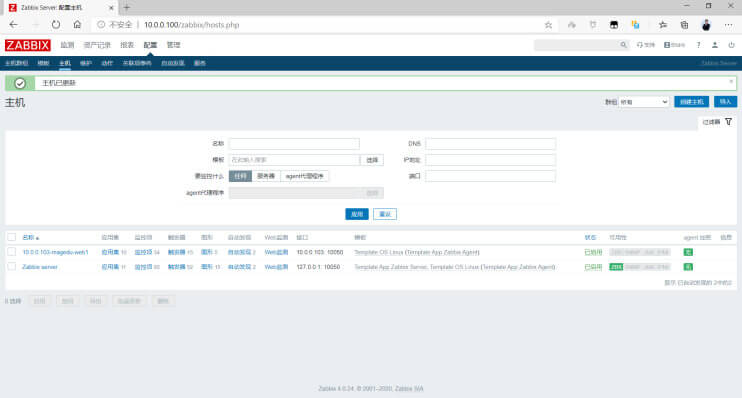 Zabbix Server: 配置主机
不安全 | 10.0.0.100/zabbix/hosts.php
ZABBIX 监测 资产记录 报表 配置 管理 支持 Share
主机群组 模板 主机 维护 动作 关联项事件 自动发现 服务 Zabbix Server
主机已更新
主机 群组 所有 创建主机 导入
过滤器
名称 DNS
模板 在此输入搜索 选择 IP地址
要监控什么 任何 服务器 agent代理程序 端口
agent代理程序 选择
应用 重设
名称 应用集 监控项 触发器 图形 自动发现 Web监测 接口 模板 状态 可用性 agent 加密 信息
10.0.0.103-magedu-web1 应用集 10 监控项 触发器 15 图形 自动发现 2 Web监测 10.0.0.103: 10050 Template OS Linux (Template App Zabbix Agent) 已启用 ZBX SNMP JMX IPMI 无
Zabbix server 应用集 11 监控项 触发器 图形 自动发现 2 Web监测 127.0.0.1: 10050 Template App Zabbix Server, Template OS Linux (Template App Zabbix Agent) 已启用 ZBX SNMP JMX IPMI 无
显示 已自动发现的 2中的2
0 选择 启用 禁用 导出 批量更新 删除
Zabbix 4.0.24. © 2001–2020, Zabbix SIA